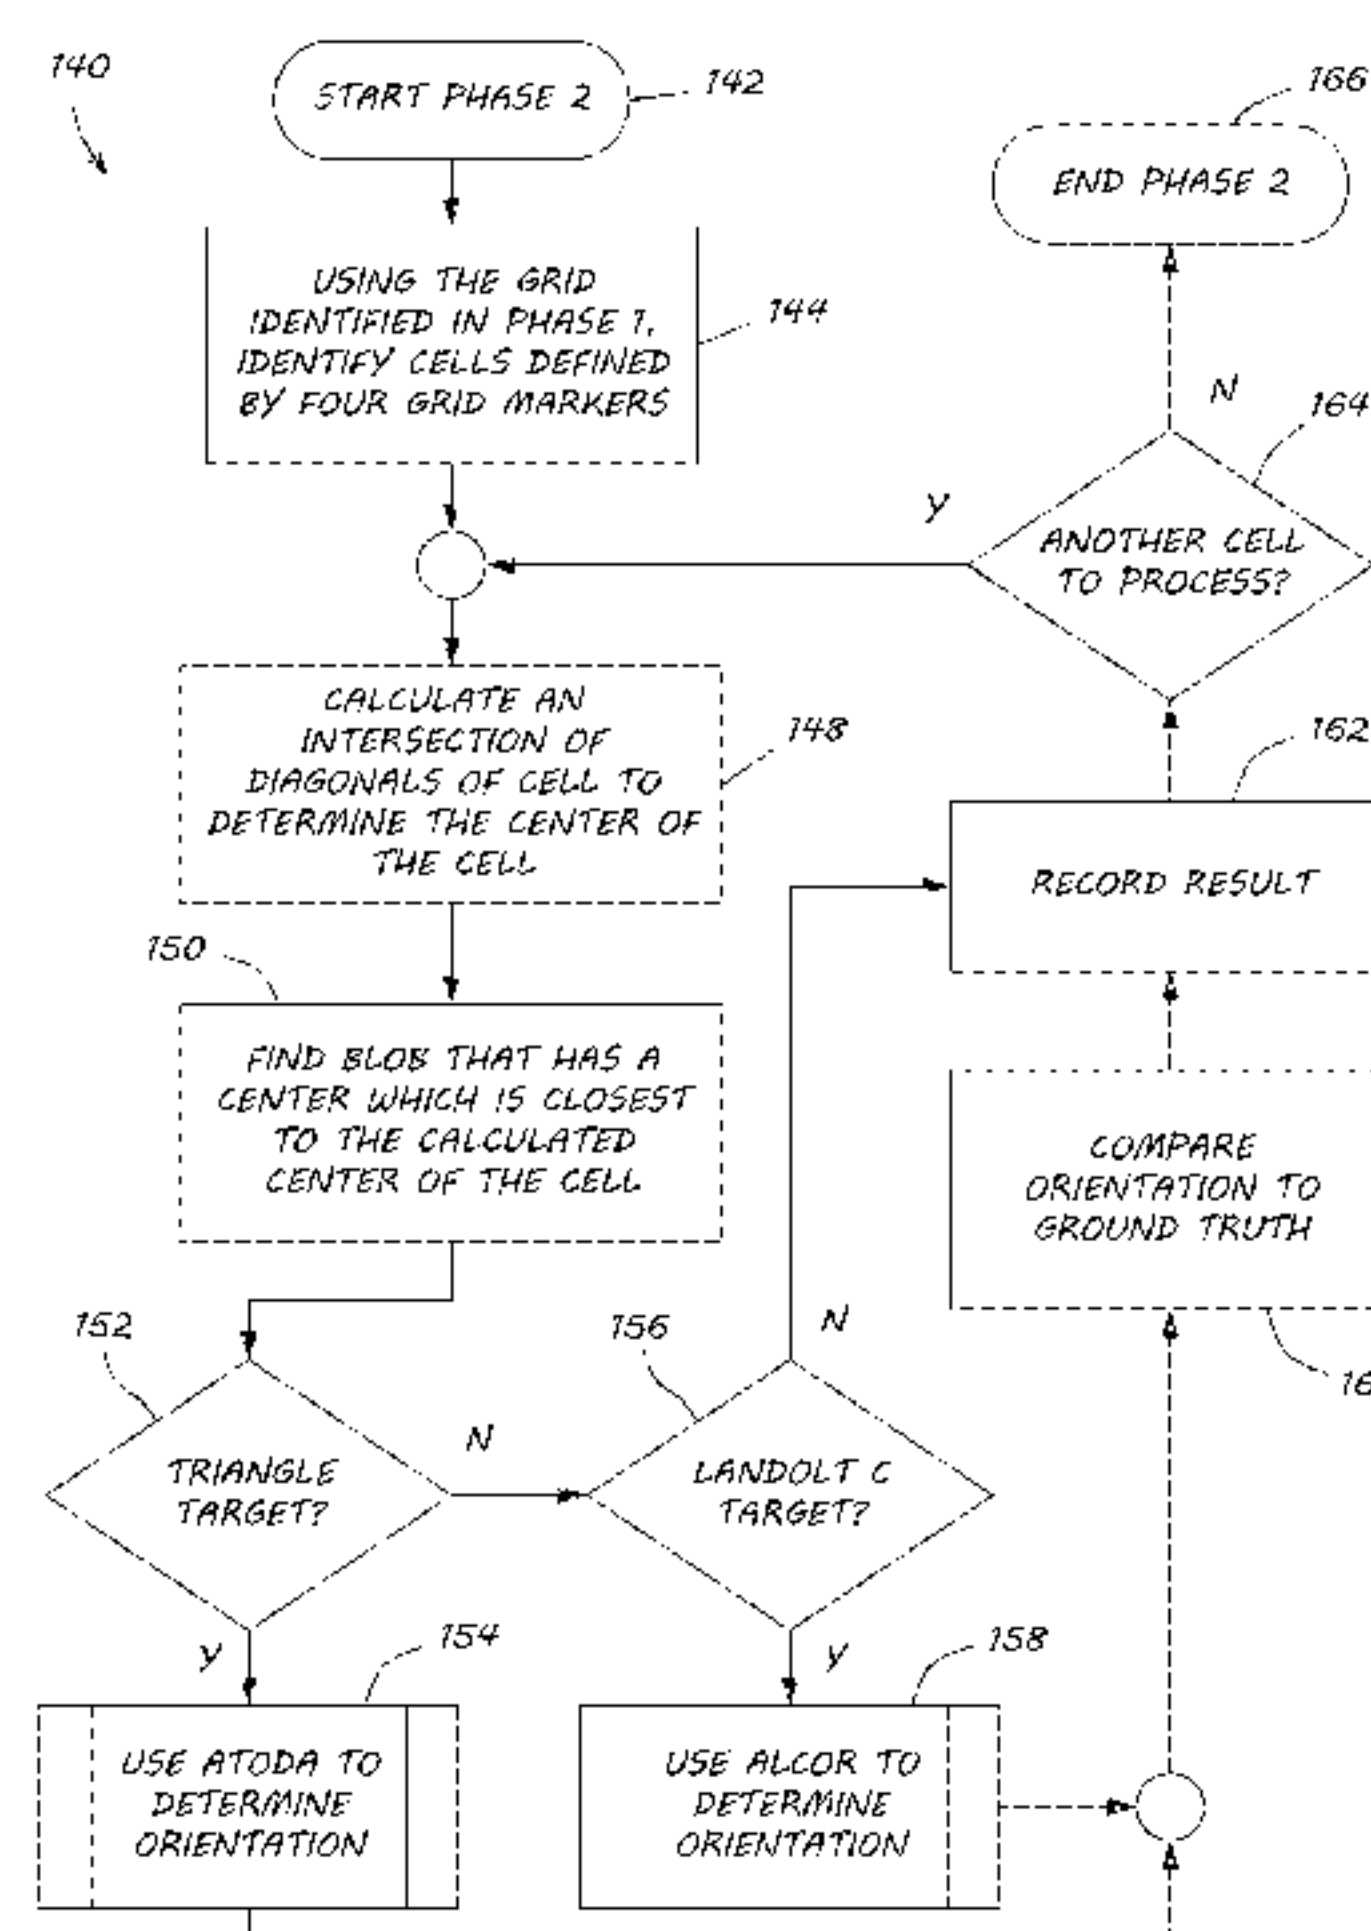 140
START PHASE 2
142
USING THE GRID
IDENTIFIED IN PHASE 1,
IDENTIFY CELLS DEFINED
BY FOUR GRID MARKERS
144
CALCULATE AN
INTERSECTION OF
DIAGONALS OF CELL TO
DETERMINE THE CENTER OF
THE CELL
148
150
FIND BLOB THAT HAS A
CENTER WHICH IS CLOSEST
TO THE CALCULATED
CENTER OF THE CELL
152
TRIANGLE
TARGET?
N
Y
154
USE ATODA TO
DETERMINE
ORIENTATION
156
LANDOLT C
TARGET?
N
Y
158
USE ALCOR TO
DETERMINE
ORIENTATION
COMPARE
ORIENTATION TO
GROUND TRUTH
162
RECORD RESULT
164
ANOTHER CELL
TO PROCESS?
Y
N
166
END PHASE 2